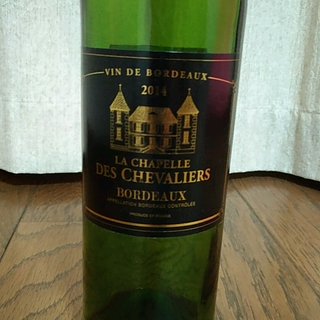 VIN DE BORDEAUX
2014
LA CHAPELLE
DES CHEVALIERS
BORDEAUX
APPELLATION BORDEAUX CONTRÔLÉE